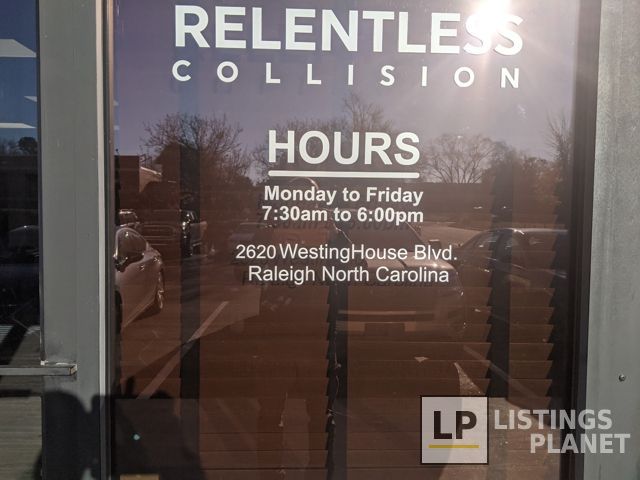 RELENTLESS
COLLISION
HOURS
Monday to Friday
7:30am to 6:00pm
2620 WestingHouse Blvd.
Raleigh North Carolina
LP LISTINGS
PLANET